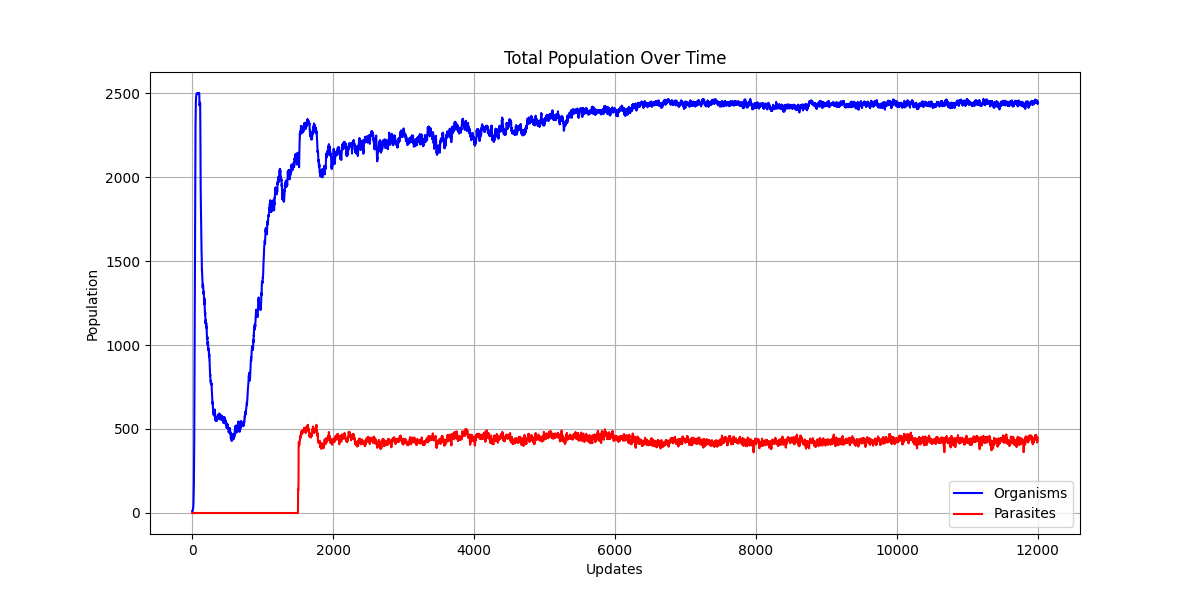 Total Population Over Time
Population
2500
2000
1500
1000
500
0
0 2000 4000 6000 8000 10000 12000
Updates
Organisms
Parasites